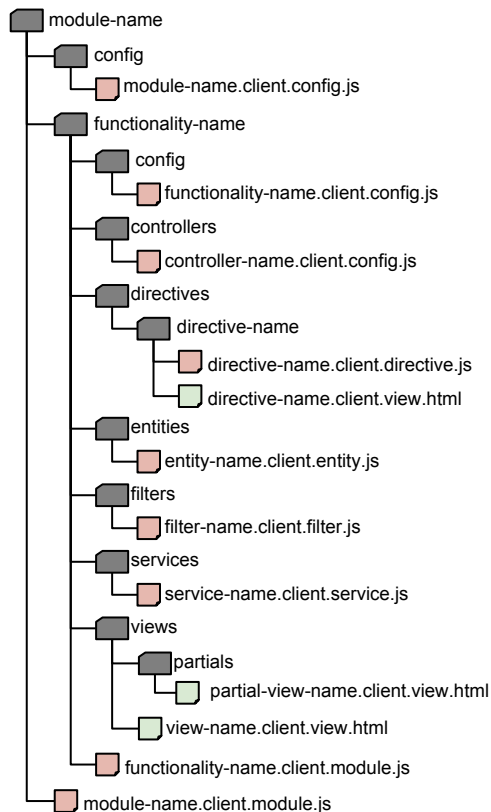 module-name
config
module-name.client.config.js
functionality-name
config
functionality-name.client.config.js
controllers
controller-name.client.config.js
directives
directive-name
directive-name.client.directive.js
directive-name.client.view.html
entities
entity-name.client.entity.js
filters
filter-name.client.filter.js
services
service-name.client.service.js
views
partials
partial-view-name.client.view.html
view-name.client.view.html
functionality-name.client.module.js
module-name.client.module.js